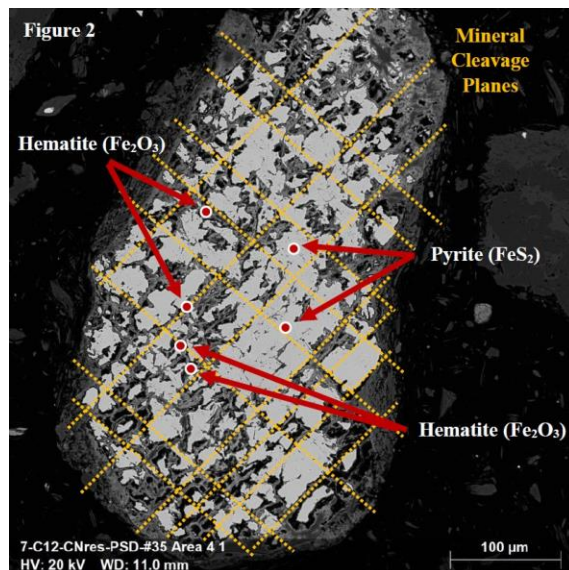 Figure 2
Mineral
Cleavage
Planes
Hematite (Fe₂O₃)
Pyrite (FeS₂)
Hematite (Fe₂O₃)
7-C12-CNres-PSD-#35 Area 4 1
HV: 20 kV WD: 11.0 mm
100 µm